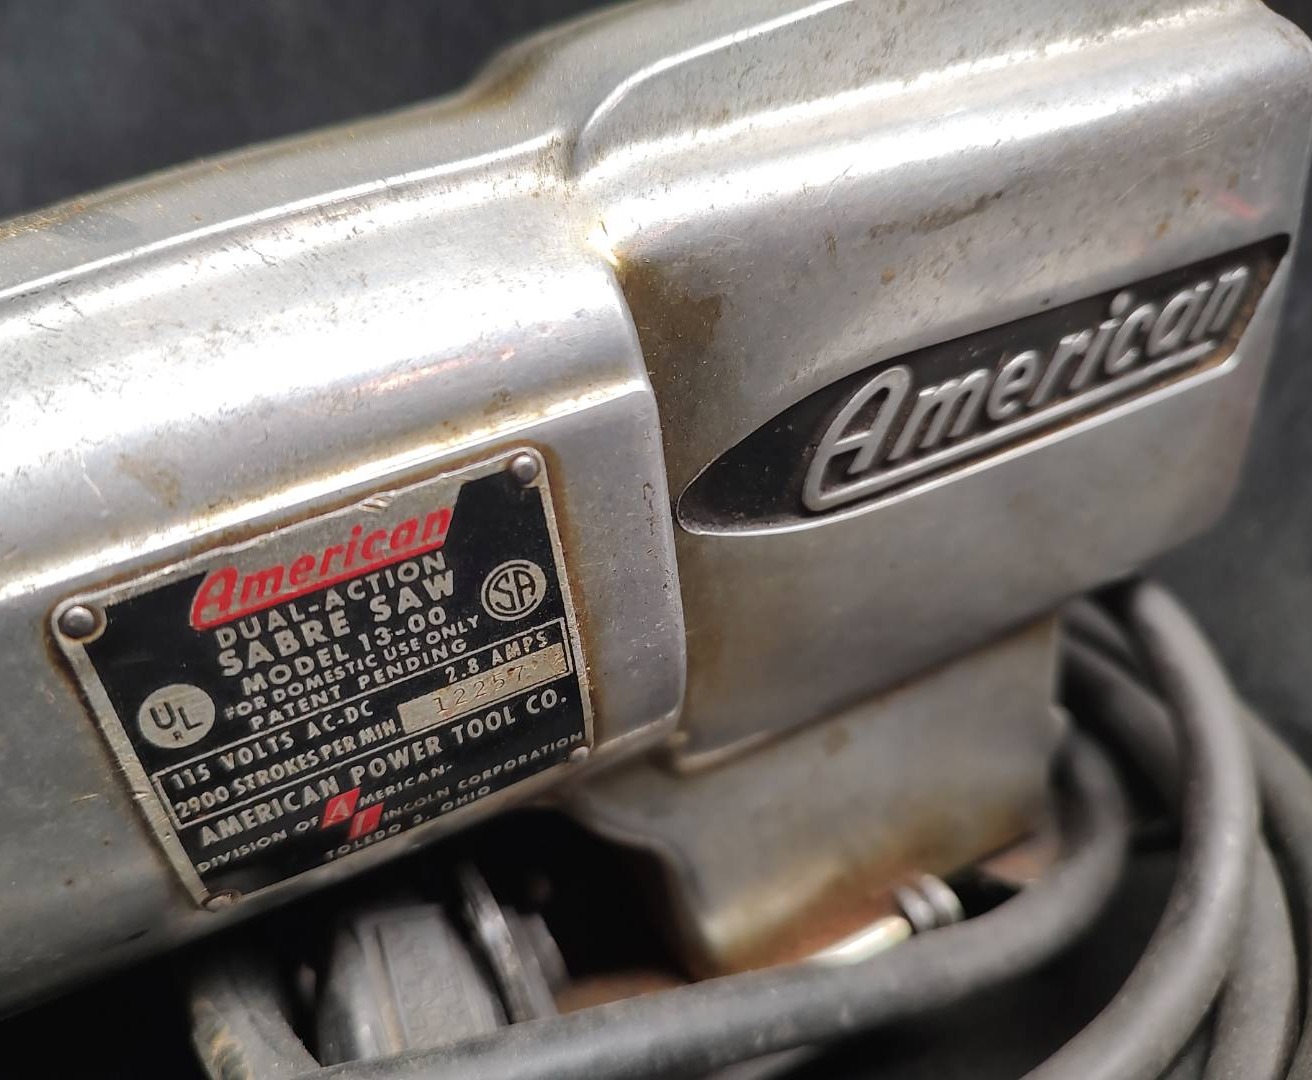 American
American
DUAL-ACTION
SABRE SAW
SA
MODEL 13-00
FOR DOMESTIC USE ONLY
PATENT PENDING
UL
R
115 VOLTS AC-DC 2.8 AMPS
2900 STROKES PER MIN. 12257
AMERICAN POWER TOOL CO.
DIVISION OF AMERICAN-
LINCOLN CORPORATION
TOLEDO 3, OHIO